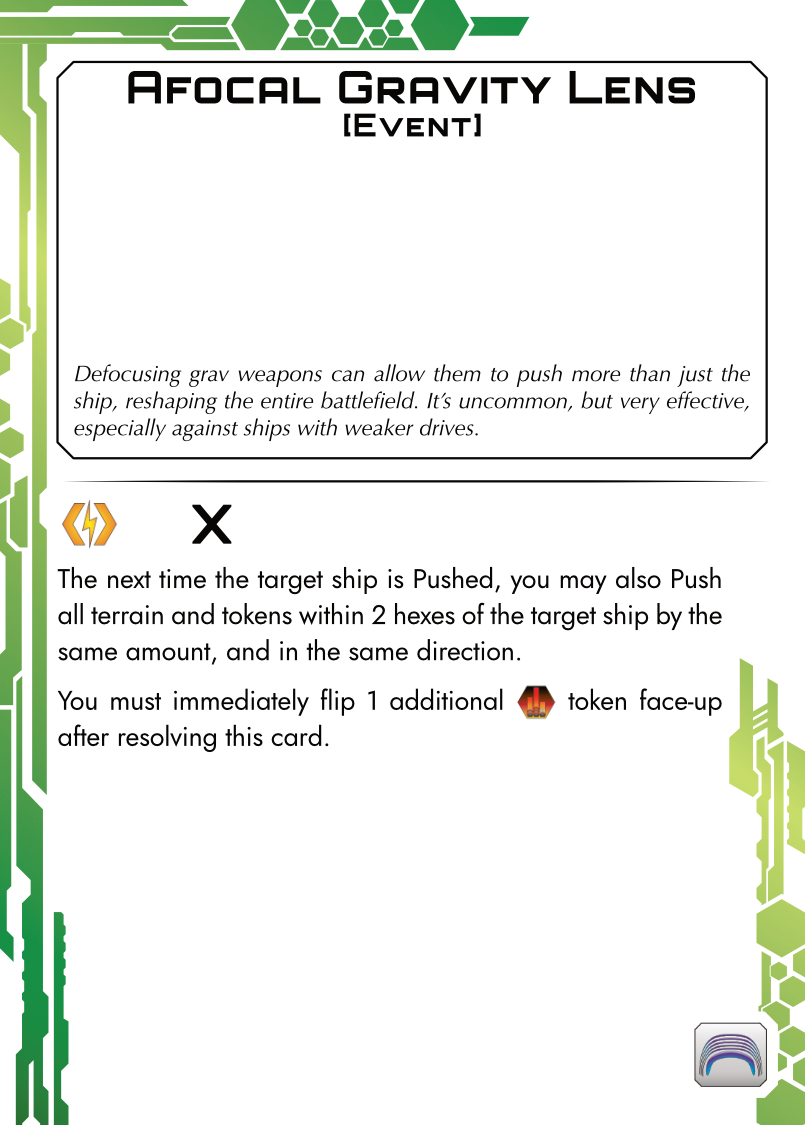 Afocal Gravity Lens
[Event]
Defocusing grav weapons can allow them to push more than just the
ship, reshaping the entire battlefield. It’s uncommon, but very effective,
especially against ships with weaker drives.
X
The next time the target ship is Pushed, you may also Push
all terrain and tokens within 2 hexes of the target ship by the
same amount, and in the same direction.
You must immediately flip 1 additional token face-up
after resolving this card.